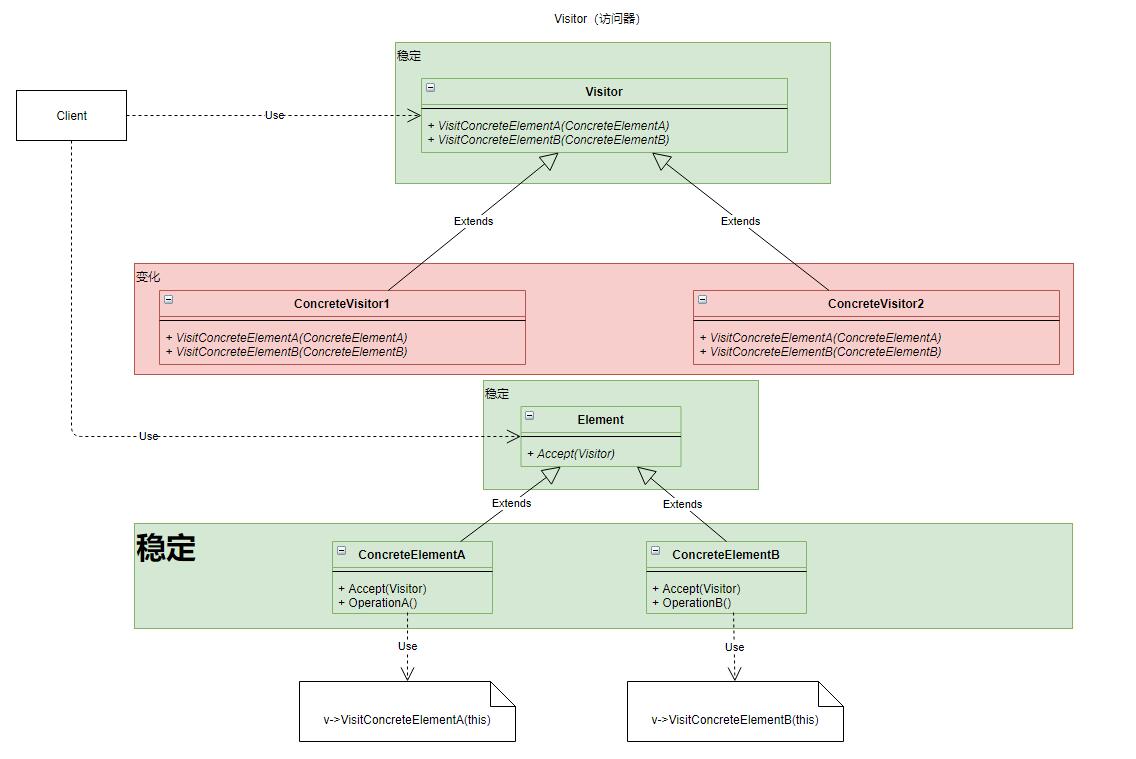 Visitor（访问器）
稳定
Visitor
+ VisitConcreteElementA(ConcreteElementA)
+ VisitConcreteElementB(ConcreteElementB)
Client
Use
Extends
Extends
变化
ConcreteVisitor1
+ VisitConcreteElementA(ConcreteElementA)
+ VisitConcreteElementB(ConcreteElementB)
ConcreteVisitor2
+ VisitConcreteElementA(ConcreteElementA)
+ VisitConcreteElementB(ConcreteElementB)
稳定
Element
+ Accept(Visitor)
Use
Extends
Extends
稳定
ConcreteElementA
+ Accept(Visitor)
+ OperationA()
ConcreteElementB
+ Accept(Visitor)
+ OperationB()
Use
Use
v->VisitConcreteElementA(this)
v->VisitConcreteElementB(this)